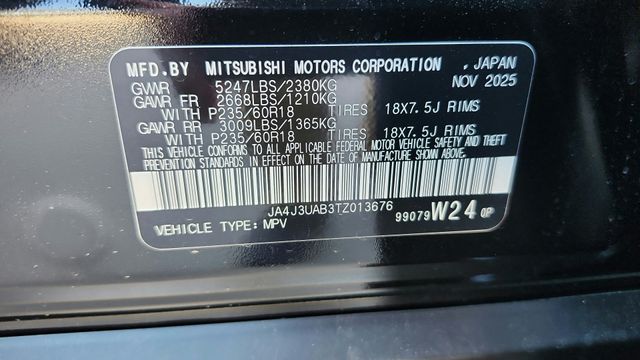 MFD.BY MITSUBISHI MOTORS CORPORATION , JAPAN
GWWR 5247LBS/2380KG NOV 2025
GAWR FR 2668LBS/1210KG
WITH P235/60R18 TIRES 18X7.5J RIMS
GAWR RR 3009LBS/1365KG
WITH P235/60R18 TIRES 18X7.5J RIMS
THIS VEHICLE CONFORMS TO ALL APPLICABLE FEDERAL MOTOR VEHICLE SAFETY AND THEFT
PREVENTION STANDARDS IN EFFECT ON THE DATE OF MANUFACTURE SHOWN ABOVE.
JA4J3UAB3TZ013676
VEHICLE TYPE: MPV 99079 W24 OP